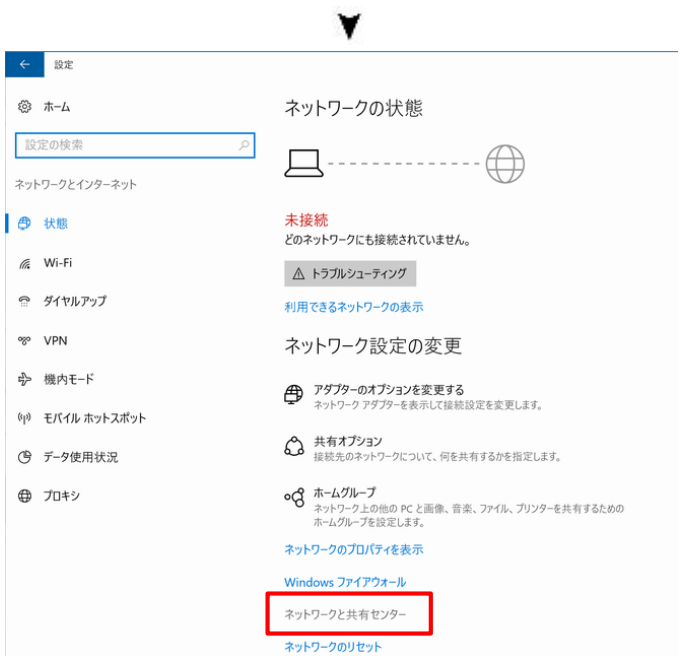 設定
ホーム
設定の検索
ネットワークとインターネット
状態
Wi-Fi
ダイヤルアップ
VPN
機内モード
モバイル ホットスポット
データ使用状況
プロキシ
ネットワークの状態
未接続
どのネットワークにも接続されていません。
トラブルシューティング
利用できるネットワークの表示
ネットワーク設定の変更
アダプターのオプションを変更する
ネットワーク アダプターを表示して接続設定を変更します。
共有オプション
接続先のネットワークについて、何を共有するかを指定します。
ホームグループ
ネットワーク上の他の PC と画像、音楽、ファイル、プリンターを共有するための
ホームグループを設定します。
ネットワークのプロパティを表示
Windows ファイアウォール
ネットワークと共有センター
ネットワークのリセット